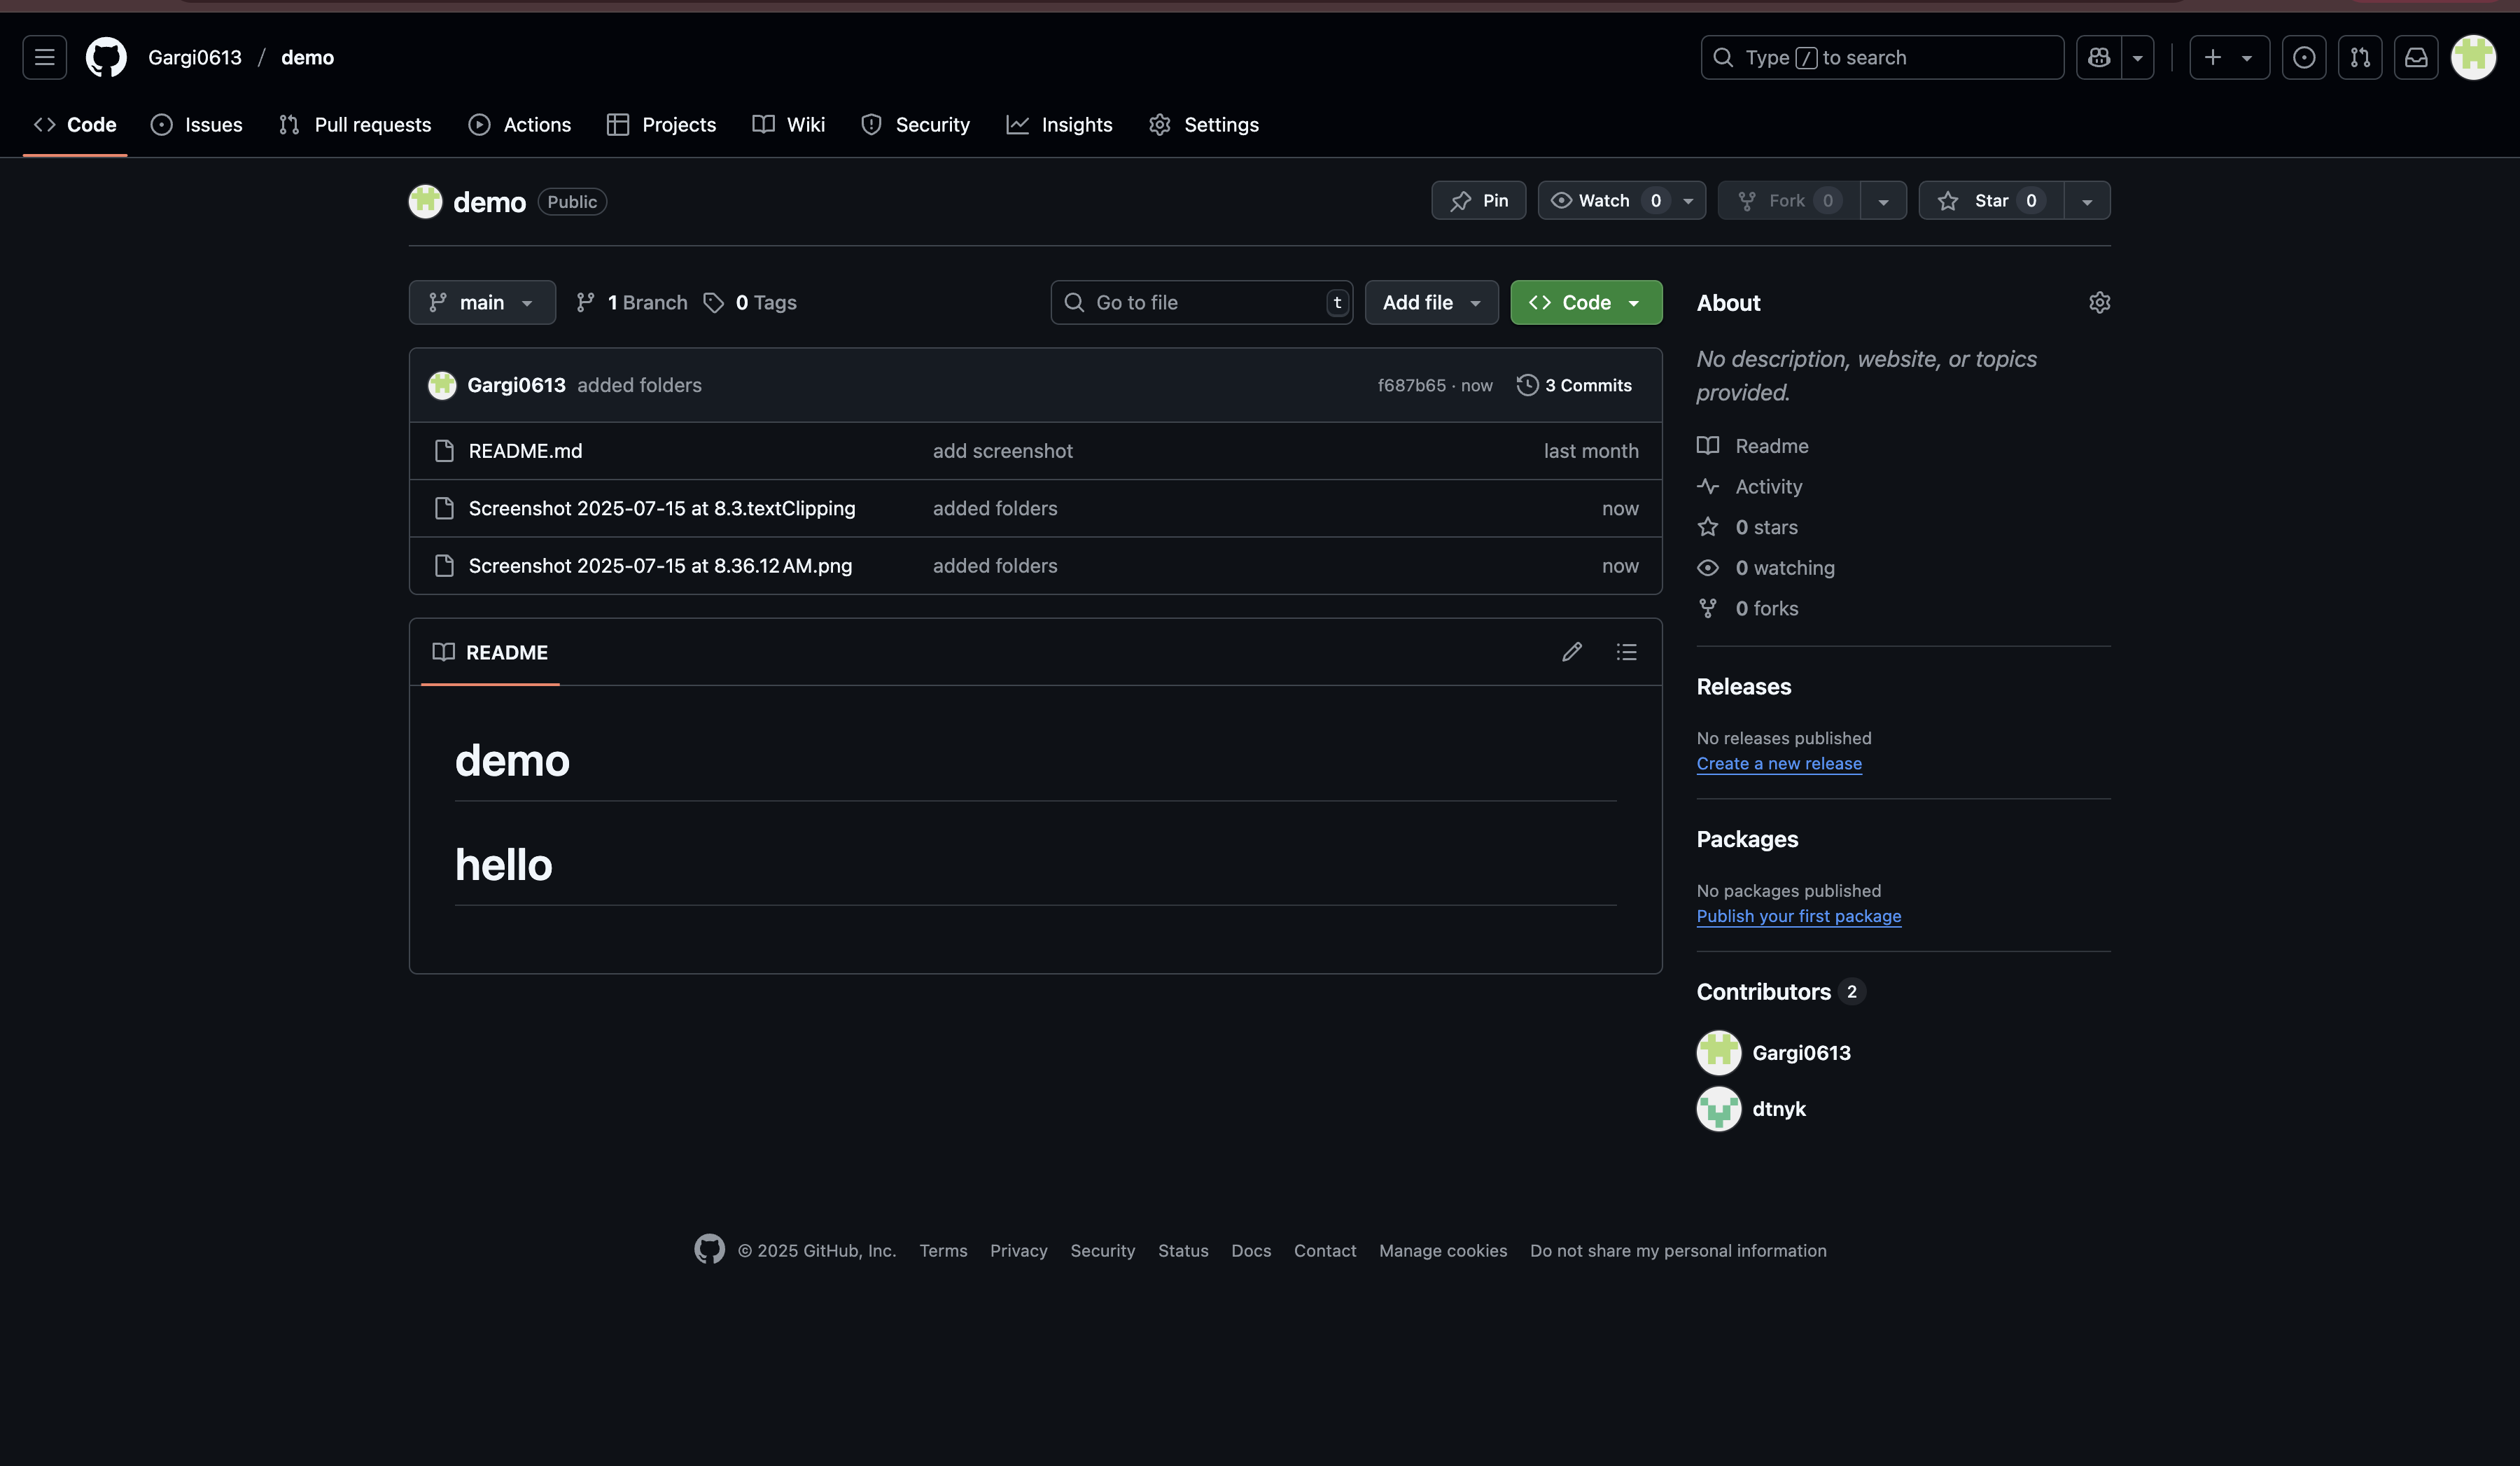 Gargi0613 / demo
Type / to search
Code Issues Pull requests Actions Projects Wiki Security Insights Settings
demo Public
Pin Watch 0 Fork 0 Star 0
main 1 Branch 0 Tags Go to file t Add file Code
Gargi0613 added folders f687b65 · now 3 Commits
README.md add screenshot last month
Screenshot 2025-07-15 at 8.3.textClipping added folders now
Screenshot 2025-07-15 at 8.36.12 AM.png added folders now
README
demo
hello
About
No description, website, or topics
provided.
Readme
Activity
0 stars
0 watching
0 forks
Releases
No releases published
Create a new release
Packages
No packages published
Publish your first package
Contributors 2
Gargi0613
dtnyk
© 2025 GitHub, Inc. Terms Privacy Security Status Docs Contact Manage cookies Do not share my personal information